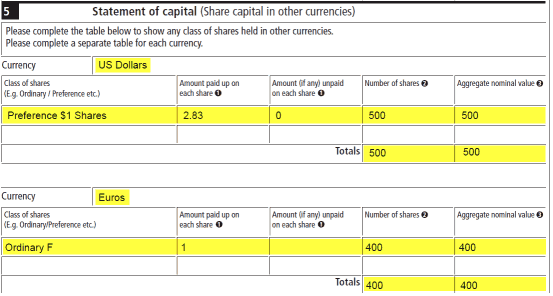 5 Statement of capital (Share capital in other currencies)
Please complete the table below to show any class of shares held in other currencies.
Please complete a separate table for each currency.
Currency US Dollars
Class of shares Amount paid up on Amount (if any) unpaid Number of shares ❷ Aggregate nominal value ❸
(E.g. Ordinary / Preference etc.) each share ❶ on each share ❶
Preference $1 Shares 2.83 0 500 500
Totals 500 500
Currency Euros
Class of shares Amount paid up on Amount (if any) unpaid Number of shares ❷ Aggregate nominal value ❸
(E.g. Ordinary/Preference etc.) each share ❶ on each share ❶
Ordinary F 1 400 400
Totals 400 400